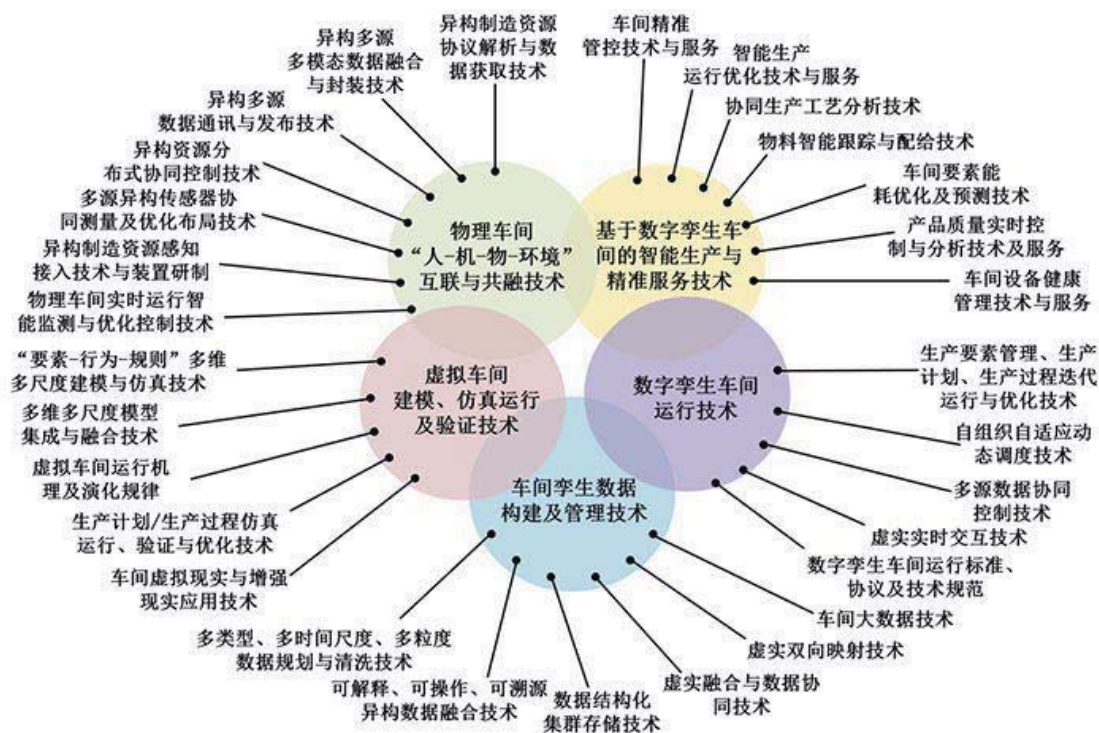 异构多源
多模态数据融合
与封装技术
异构制造资源
协议解析与数
据获取技术
车间精准
管控技术与服务
智能生产
运行优化技术与服务
协同生产工艺分析技术
物料智能跟踪与配给技术
车间要素能
耗优化及预测技术
产品质量实时控
制与分析技术及服务
车间设备健康
管理技术与服务
异构多源
数据通讯与发布技术
异构资源分
布式协同控制技术
多源异构传感器协
同测量及优化布局技术
异构制造资源感知
接入技术与装置研制
物理车间实时运行智
能监测与优化控制技术
物理车间
“人-机-物-环境”
互联与共融技术
基于数字孪生车
间的智能生产与
精准服务技术
“要素-行为-规则”多维
多尺度建模与仿真技术
多维多尺度模型
集成与融合技术
虚拟车间运行机
理及演化规律
生产计划/生产过程仿真
运行、验证与优化技术
车间虚拟现实与增强
现实应用技术
虚拟车间
建模、仿真运行
及验证技术
数字孪生车间
运行技术
生产要素管理、生产
计划、生产过程迭代
运行与优化技术
自组织自适应动
态调度技术
多源数据协同
控制技术
虚实实时交互技术
数字孪生车间运行标准、
协议及技术规范
车间孪生数据
构建及管理技术
多类型、多时间尺度、多粒度
数据规划与清洗技术
可解释、可操作、可溯源
异构数据融合技术
数据结构化
集群存储技术
虚实融合与数据协
同技术
虚实双向映射技术
车间大数据技术